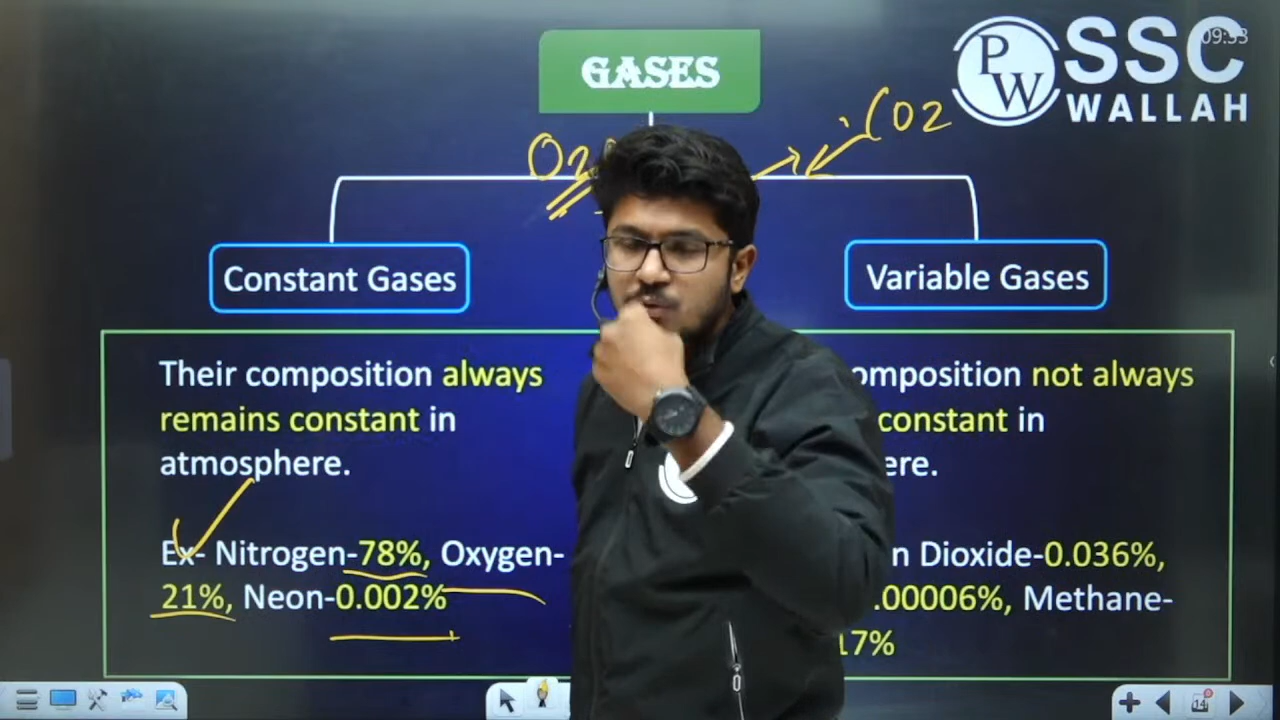 GASES
PW
SSC
WALLAH
09:53
O2
CO2
Constant Gases
Variable Gases
Their composition always
remains constant in
atmosphere.
Ex- Nitrogen-78%, Oxygen-
21%, Neon-0.002%
omposition not always
constant in
ere.
n Dioxide-0.036%,
.00006%, Methane-
17%
14